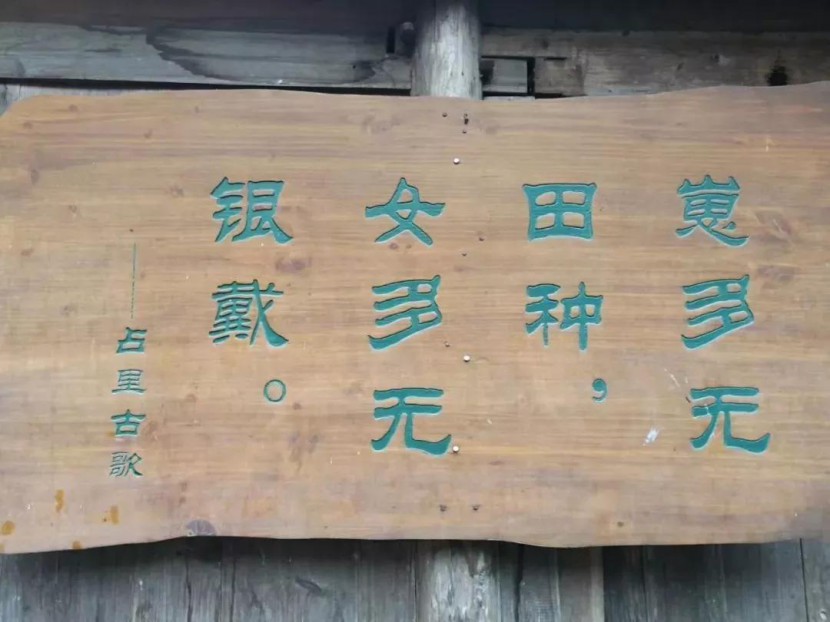 崽多无
田种，
女多无
银戴。
——占里古歌